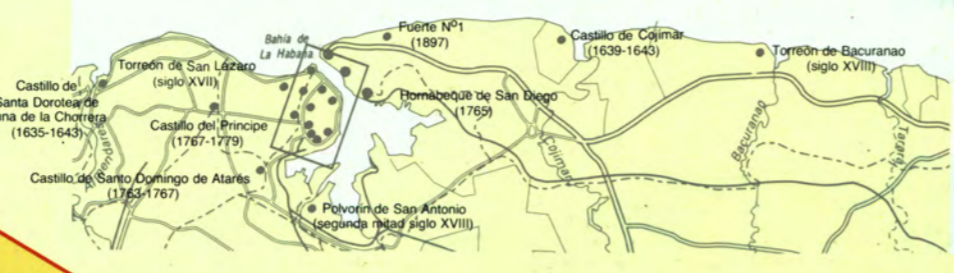 Fuerte Nº1
(1897)
Castillo de Cojímar
(1639-1643)
Bahía de
La Habana
Torreón de Bacuranao
(siglo XVIII)
Torreón de San Lázaro
(siglo XVII)
Castillo de
Santa Dorotea de
una de la Chorrera
(1635-1643)
Hornabeque de San Diego
(1765)
Castillo del Príncipe
(1767-1779)
Castillo de Santo Domingo de Atarés
(1763-1767)
Polvorín de San Antonio
(segunda mitad siglo XVIII)
Cojímar
Bacuranao
Tarará